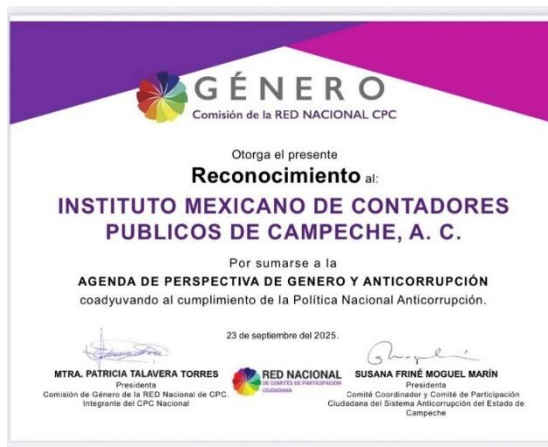 GÉNERO
Comisión de la RED NACIONAL CPC
Otorga el presente
Reconocimiento al:
INSTITUTO MEXICANO DE CONTADORES
PUBLICOS DE CAMPECHE, A. C.
Por sumarse a la
AGENDA DE PERSPECTIVA DE GENERO Y ANTICORRUPCIÓN
coadyuvando al cumplimiento de la Política Nacional Anticorrupción.
23 de septiembre del 2025.
MTRA. PATRICIA TALAVERA TORRES
Presidenta
Comisión de Género de la RED Nacional de CPC.
Integrante del CPC Nacional
RED NACIONAL
DE COMITÉS DE PARTICIPACIÓN
CIUDADANA
SUSANA FRINÉ MOGUEL MARÍN
Presidenta
Comité Coordinador y Comité de Participación
Ciudadana del Sistema Anticorrupción del Estado de
Campeche